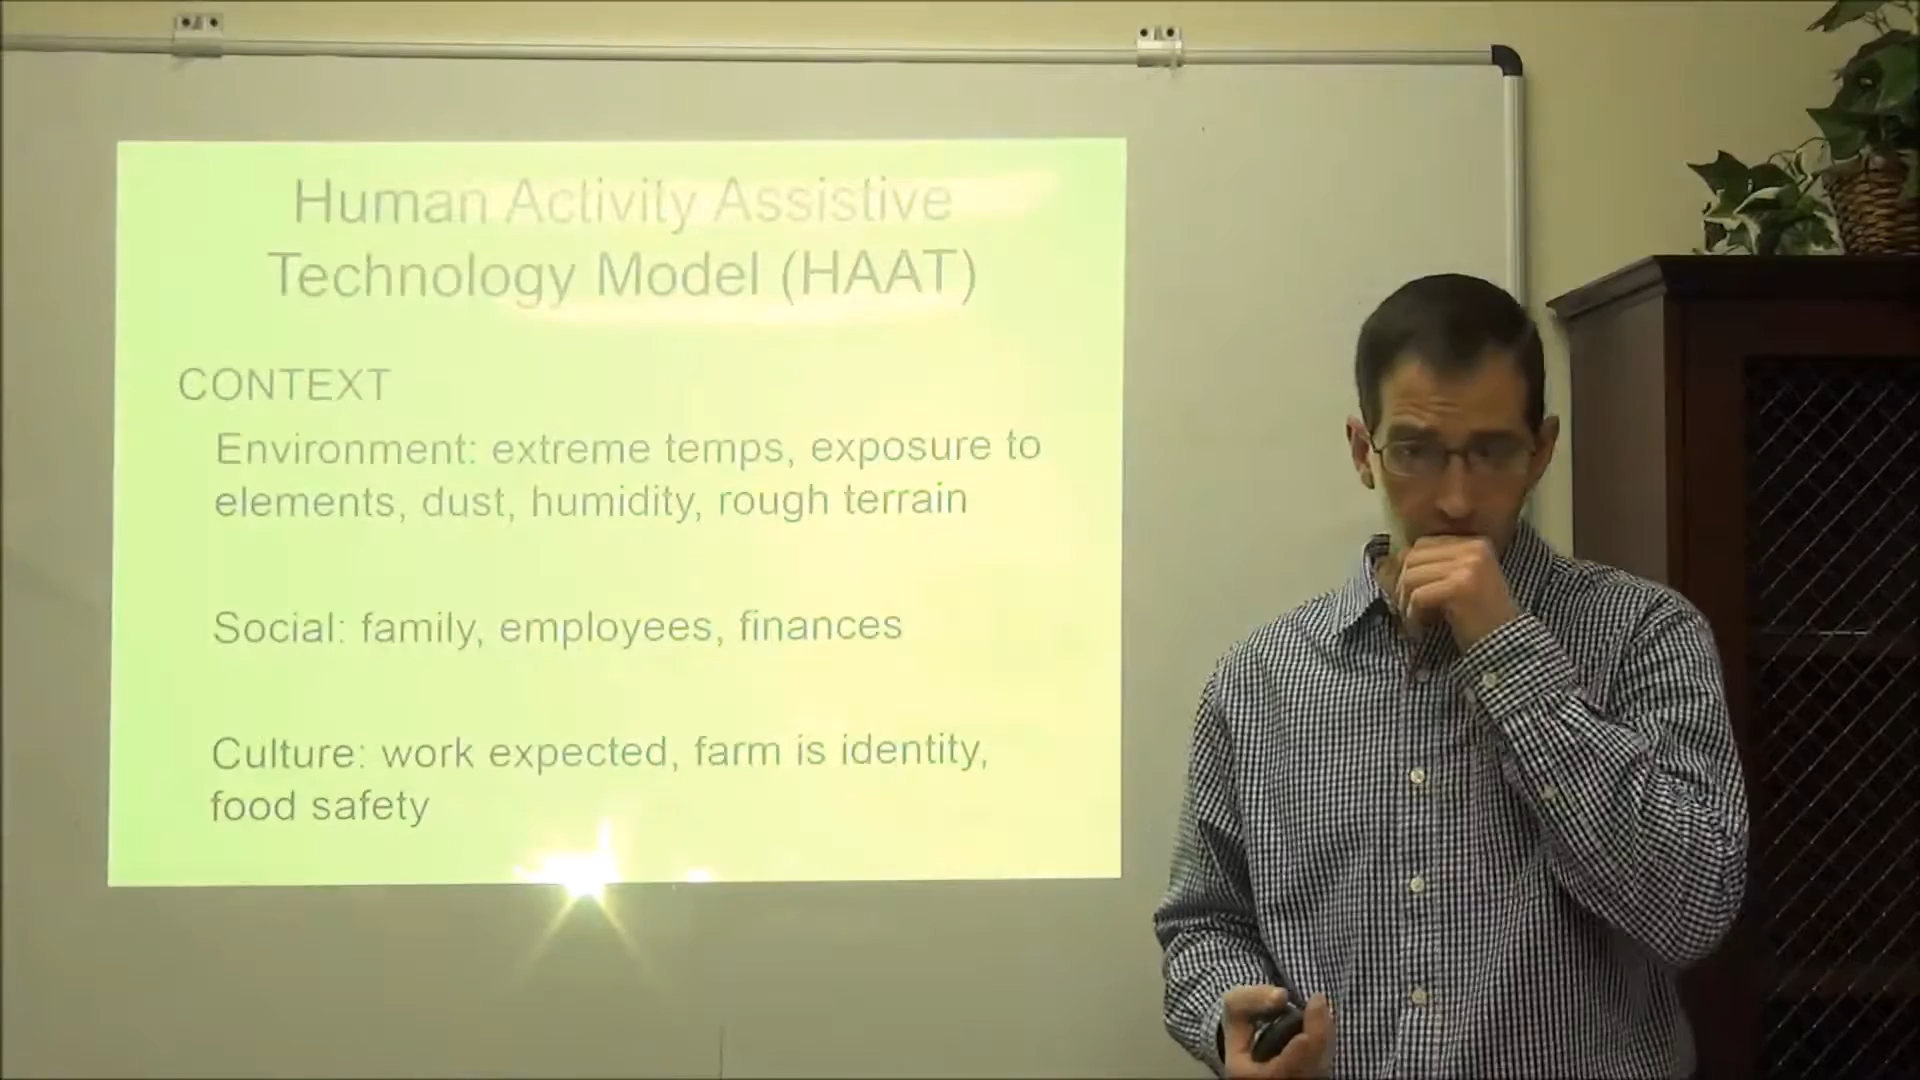 Human Activity Assistive
Technology Model (HAAT)
CONTEXT
Environment: extreme temps, exposure to
elements, dust, humidity, rough terrain
Social: family, employees, finances
Culture: work expected, farm is identity,
food safety